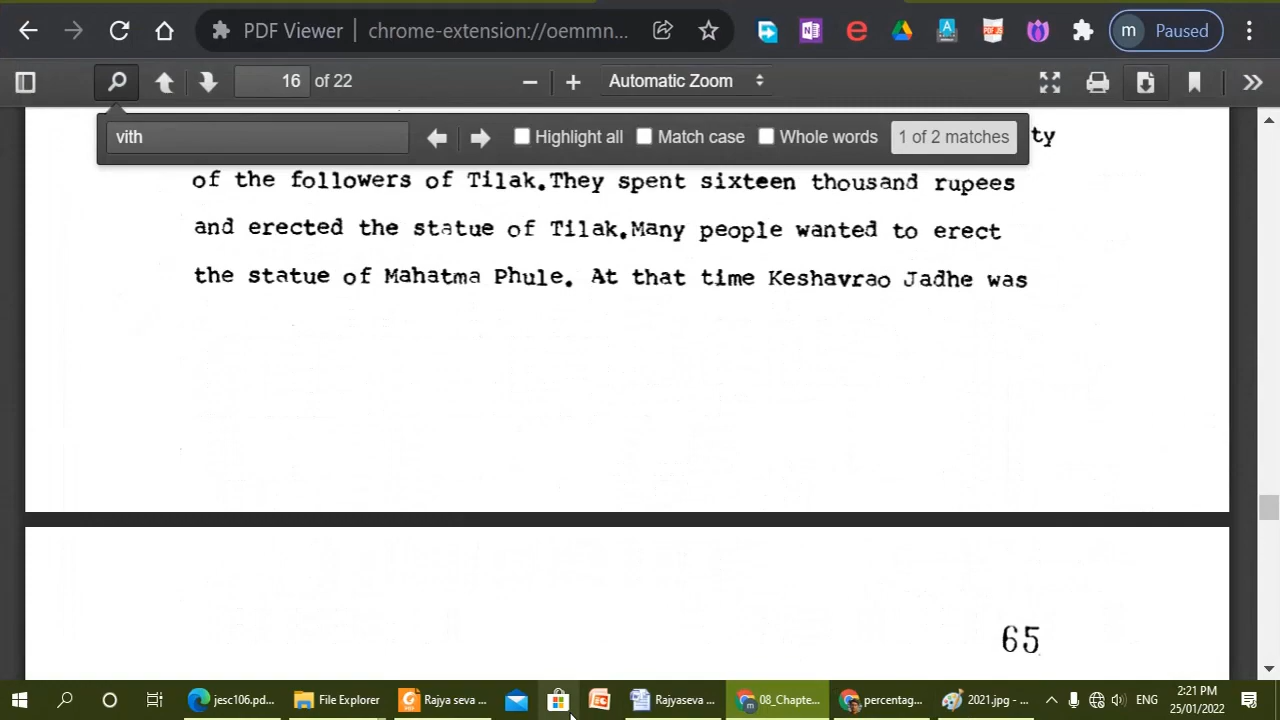 PDF Viewer
chrome-extension://oemmn...
m Paused
16 of 22
Automatic Zoom
vith
Highlight all
Match case
Whole words
1 of 2 matches
ty
of the followers of Tilak.They spent sixteen thousand rupees
and erected the statue of Tilak.Many people wanted to erect
the statue of Mahatma Phule. At that time Keshavrao Jadhe was
65
jesc106.pd...
File Explorer
Rajya seva ...
Rajyaseva ...
08_Chapte...
percentag...
2021.jpg - ...
ENG
2:21 PM
25/01/2022